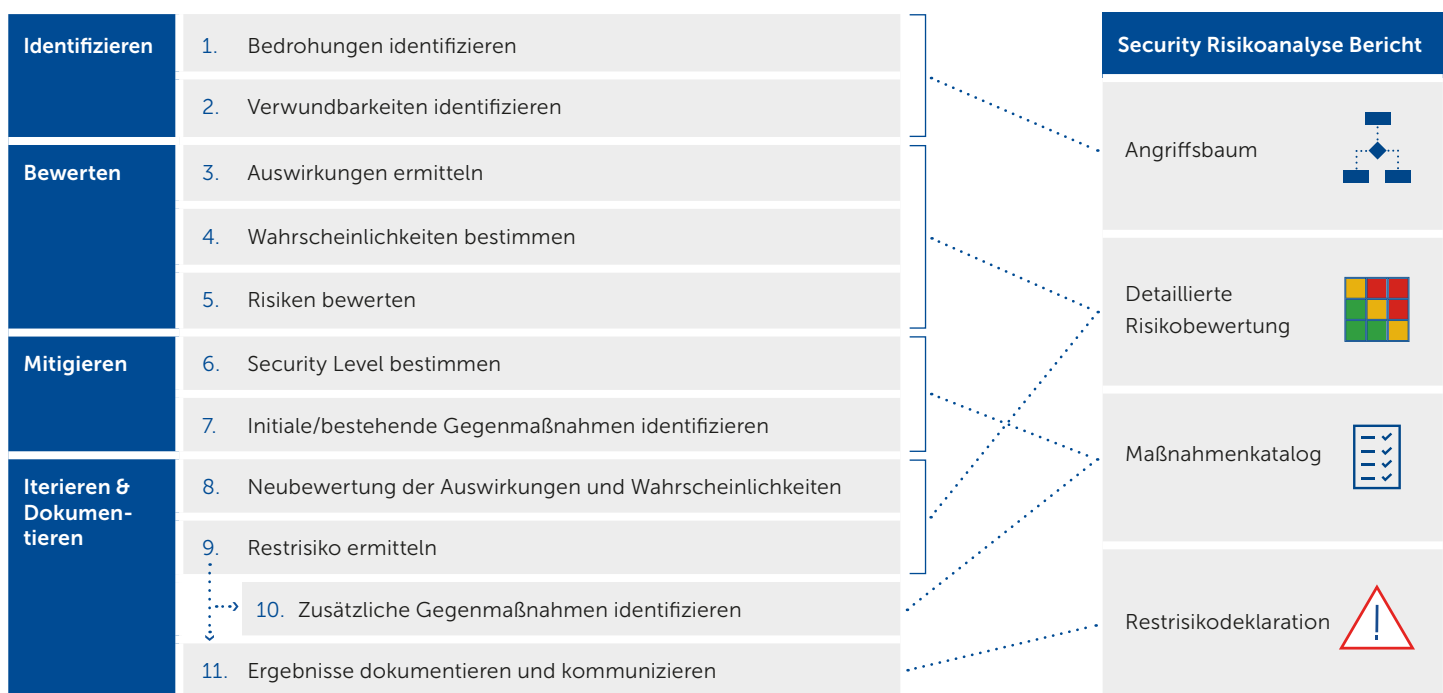 Identifizieren
1. Bedrohungen identifizieren
2. Verwundbarkeiten identifizieren
Bewerten
3. Auswirkungen ermitteln
4. Wahrscheinlichkeiten bestimmen
5. Risiken bewerten
Mitigieren
6. Security Level bestimmen
7. Initiale/bestehende Gegenmaßnahmen identifizieren
Iterieren &
Dokumen-
tieren
8. Neubewertung der Auswirkungen und Wahrscheinlichkeiten
9. Restrisiko ermitteln
10. Zusätzliche Gegenmaßnahmen identifizieren
11. Ergebnisse dokumentieren und kommunizieren
Security Risikoanalyse Bericht
Angriffsbaum
Detaillierte
Risikobewertung
Maßnahmenkatalog
Restrisikodeklaration